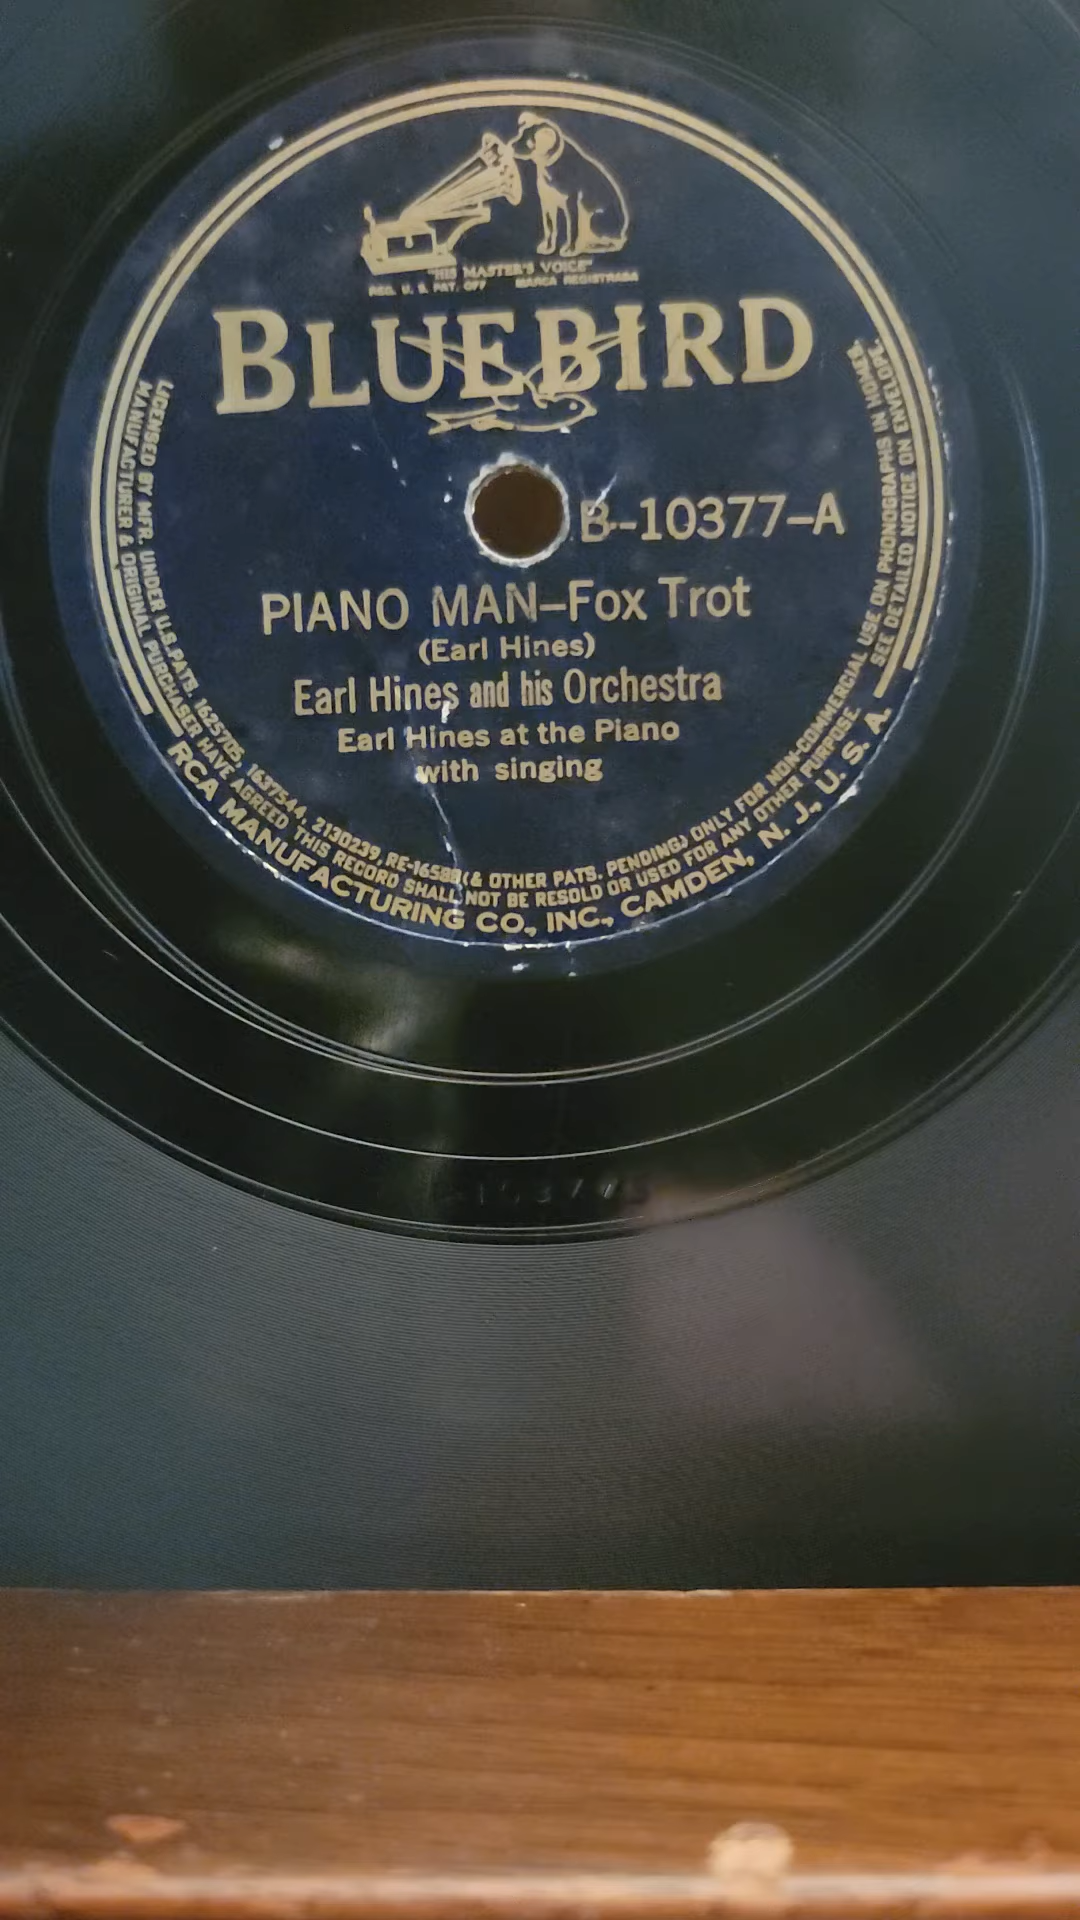 "HIS MASTER'S VOICE"
REG. U. S. PAT. OFF MARCA REGISTRADA
BLUEBIRD
B-10377-A
PIANO MAN-Fox Trot
(Earl Hines)
Earl Hines and his Orchestra
Earl Hines at the Piano
with singing
LICENSED BY MFR. UNDER U.S. PATS. 1625705, 1637544, 2130239, RE-16588 (& OTHER PATS. PENDING) ONLY FOR NON-COMMERCIAL USE ON PHONOGRAPHS IN HOMES.
MANUFACTURER & ORIGINAL PURCHASER HAVE AGREED THIS RECORD SHALL NOT BE RESOLD OR USED FOR ANY OTHER PURPOSE. SEE DETAILED NOTICE ON ENVELOPE.
RCA MANUFACTURING CO., INC., CAMDEN, N. J., U. S. A.